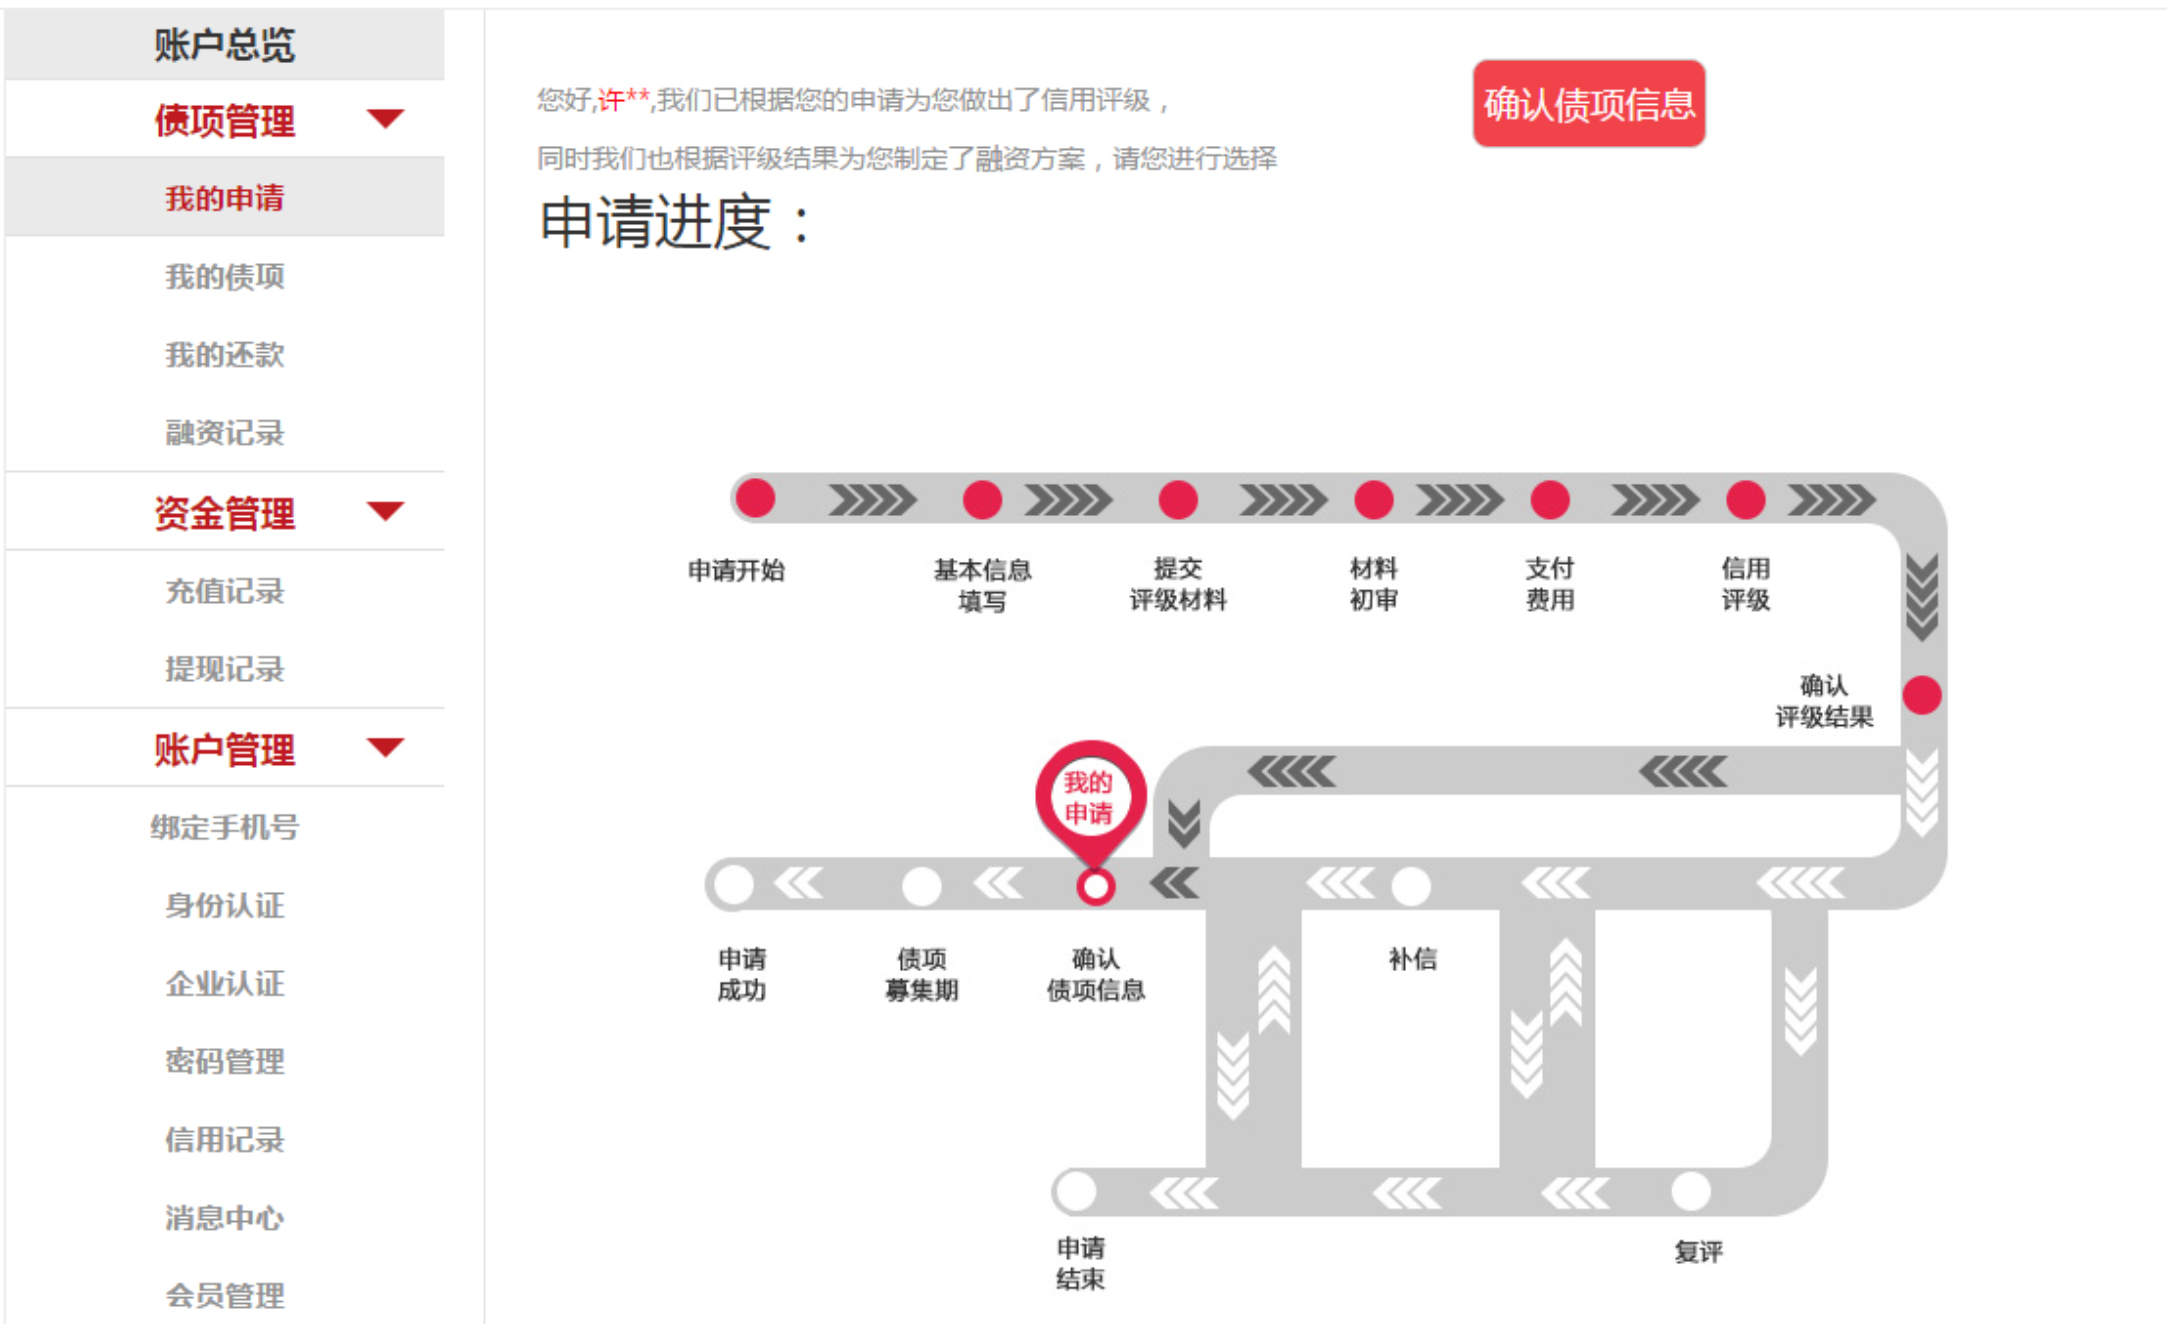 账户总览
债项管理
我的申请
我的债项
我的还款
融资记录
资金管理
充值记录
提现记录
账户管理
绑定手机号
身份认证
企业认证
密码管理
信用记录
消息中心
会员管理
您好,许**,我们已根据您的申请为您做出了信用评级，
同时我们也根据评级结果为您制定了融资方案，请您进行选择
确认债项信息
申请进度：
申请开始
基本信息
填写
提交
评级材料
材料
初审
支付
费用
信用
评级
确认
评级结果
我的
申请
申请
成功
债项
募集期
确认
债项信息
补信
申请
结束
复评